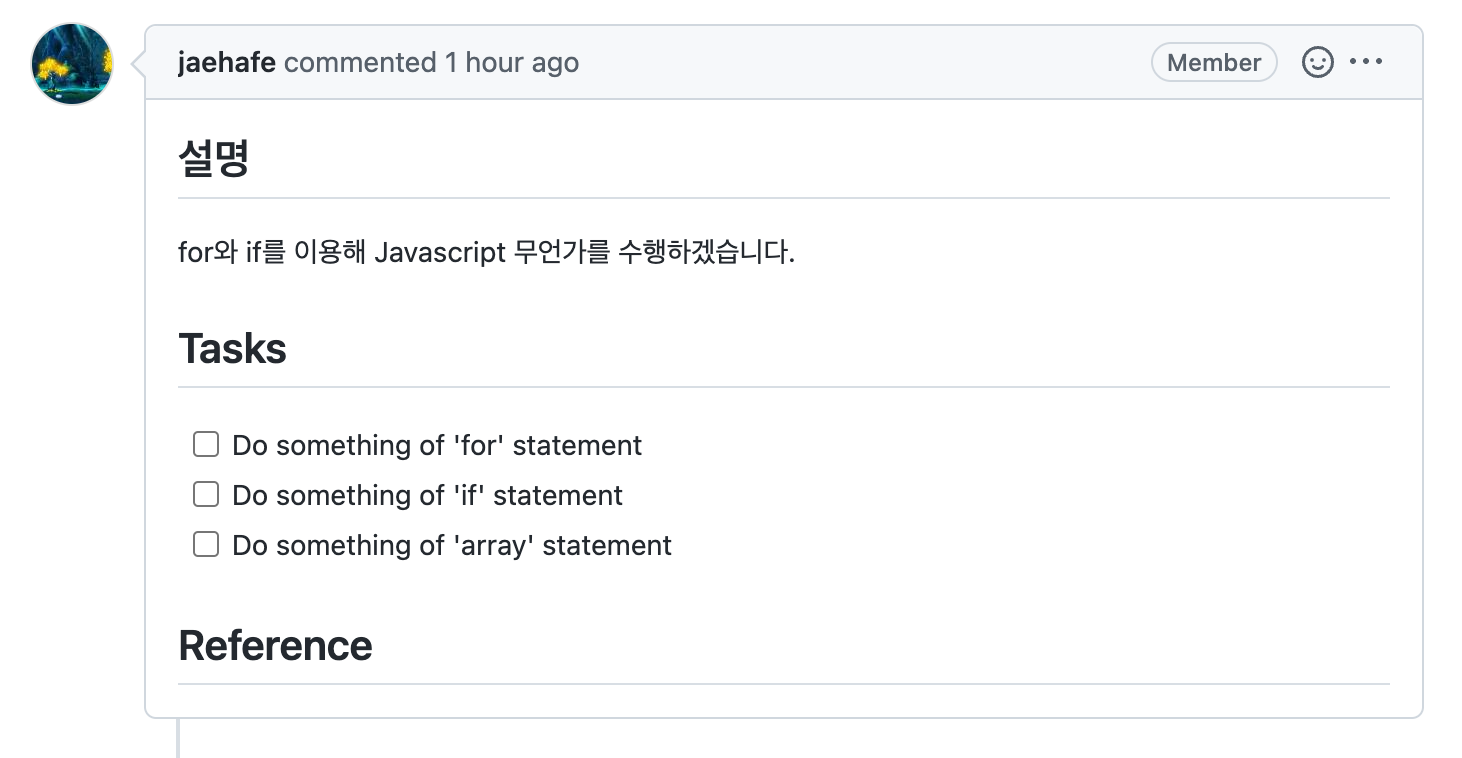 jaehafe commented 1 hour ago Member
설명
for와 if를 이용해 Javascript 무언가를 수행하겠습니다.
Tasks
Do something of 'for' statement
Do something of 'if' statement
Do something of 'array' statement
Reference